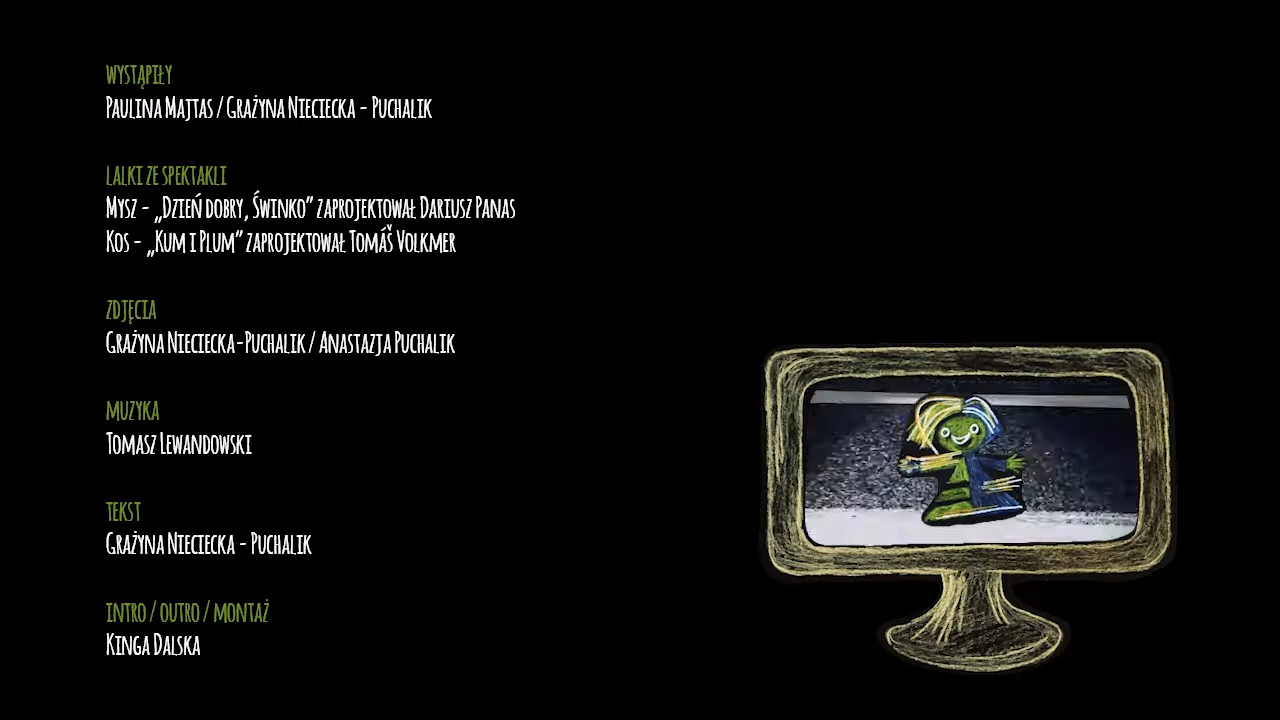 WYSTĄPIŁY
PAULINA MAJTAS / GRAŻYNA NIECIECKA - PUCHALIK
LALKI ZE SPEKTAKLI
MYSZ - „DZIEŃ DOBRY, ŚWINKO” ZAPROJEKTOWAŁ DARIUSZ PANAS
KOS - „KUM I PLUM” ZAPROJEKTOWAŁ TOMÁŠ VOLKMER
ZDJĘCIA
GRAŻYNA NIECIECKA-PUCHALIK / ANASTAZJA PUCHALIK
MUZYKA
TOMASZ LEWANDOWSKI
TEKST
GRAŻYNA NIECIECKA - PUCHALIK
INTRO / OUTRO / MONTAŻ
KINGA DALSKA